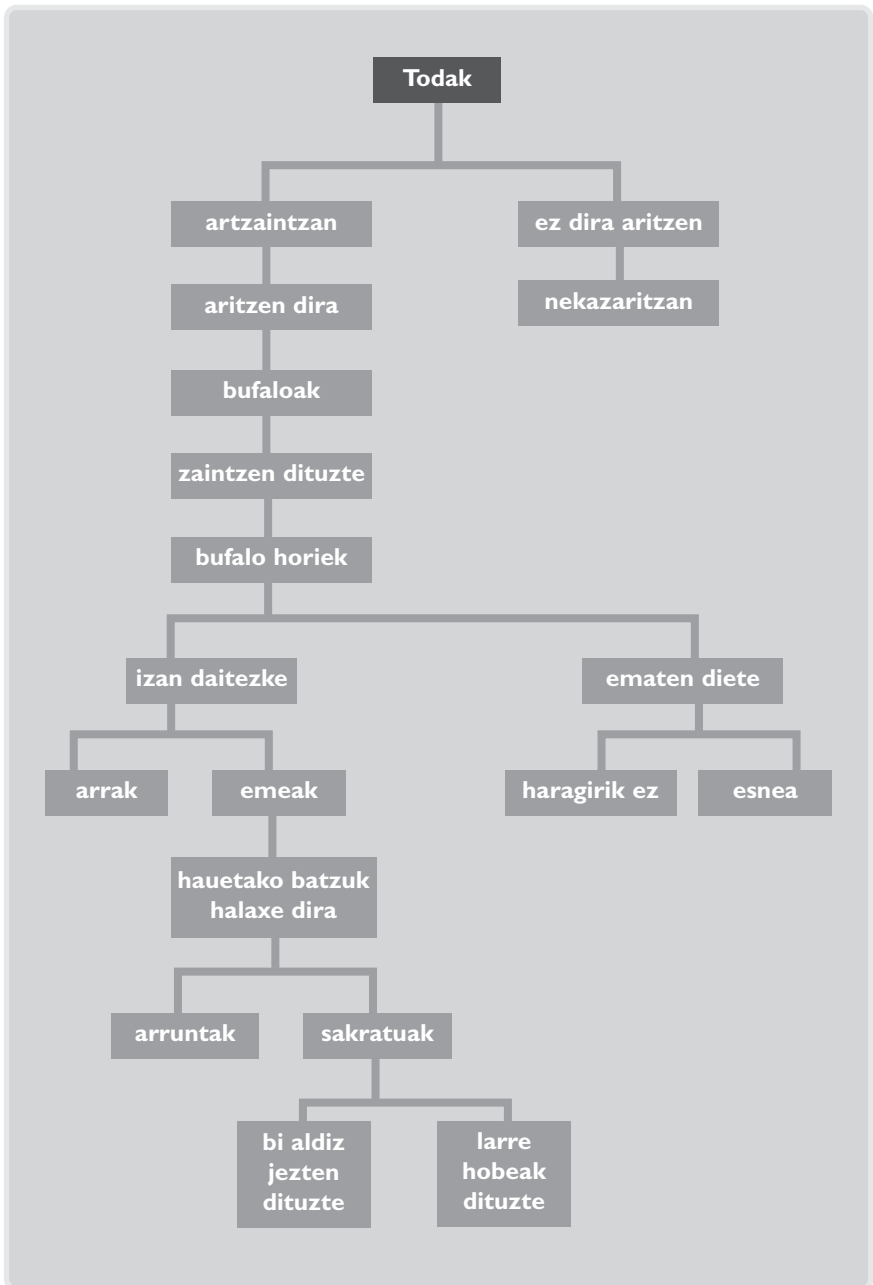 Todak
artzaintzan
ez dira aritzen
aritzen dira
nekazaritzan
bufaloak
zaintzen dituzte
bufalo horiek
izan daitezke
ematen diete
arrak
emeak
haragirik ez
esnea
hauetako batzuk
halaxe dira
arruntak
sakratuak
bi aldiz
jezten
dituzte
larre
hobeak
dituzte